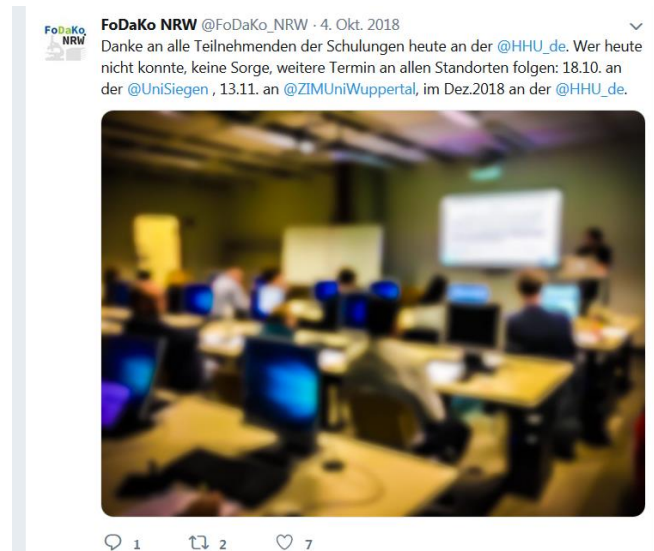 FoDaKo
NRW
FoDaKo NRW @FoDaKo_NRW · 4. Okt. 2018
Danke an alle Teilnehmenden der Schulungen heute an der @HHU_de. Wer heute
nicht konnte, keine Sorge, weitere Termin an allen Standorten folgen: 18.10. an
der @UniSiegen , 13.11. an @ZIMUniWuppertal, im Dez.2018 an der @HHU_de.
1 2 7